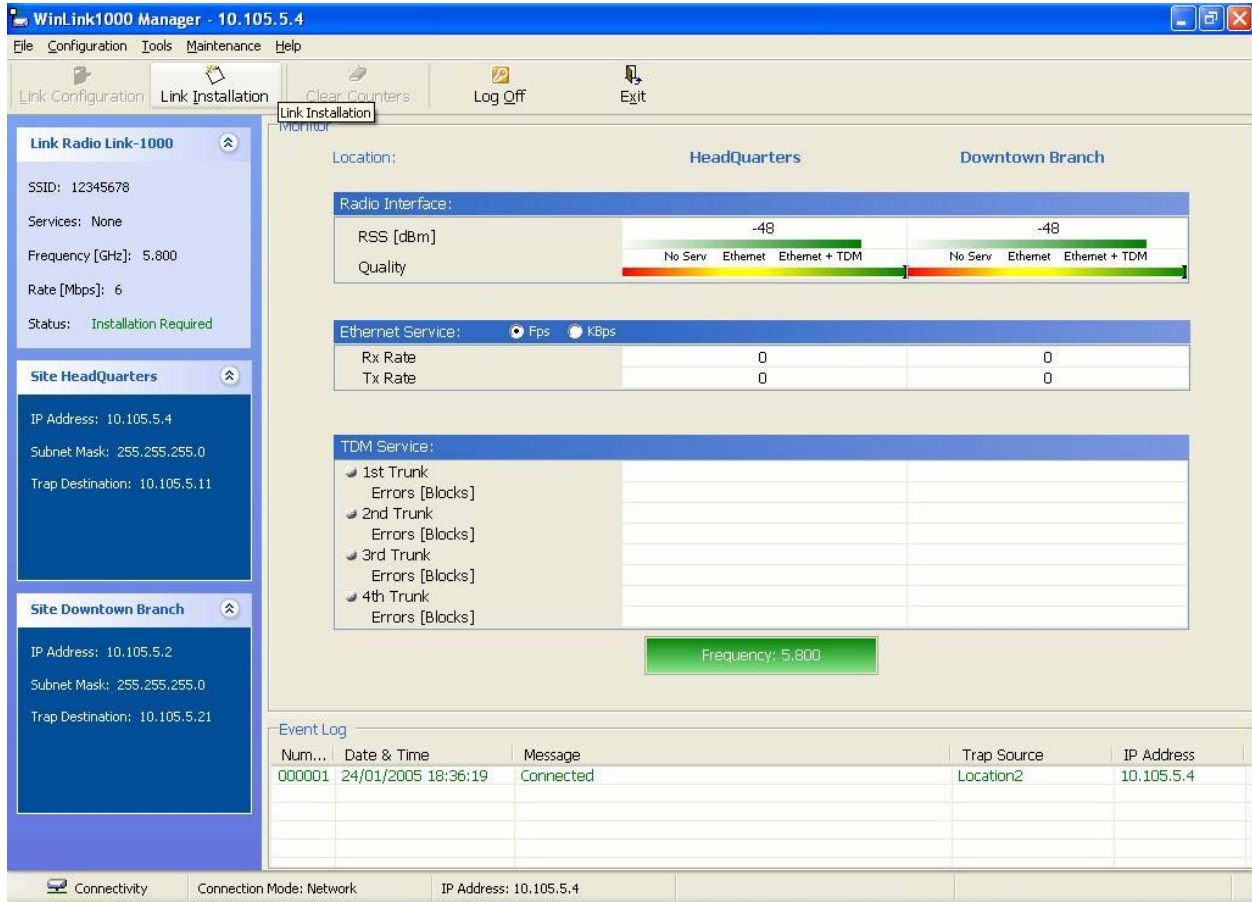 WinLink1000 Manager - 10.105.5.4
File Configuration Tools Maintenance Help
Link Configuration Link Installation Clear Counters Log Off Exit
Link Installation
Link Radio Link-1000
SSID: 12345678
Services: None
Frequency [GHz]: 5.800
Rate [Mbps]: 6
Status: Installation Required
Site HeadQuarters
IP Address: 10.105.5.4
Subnet Mask: 255.255.255.0
Trap Destination: 10.105.5.11
Site Downtown Branch
IP Address: 10.105.5.2
Subnet Mask: 255.255.255.0
Trap Destination: 10.105.5.21
Monitor
Location: HeadQuarters Downtown Branch
Radio Interface:
RSS [dBm] -48 -48
Quality No Serv Ethernet Ethernet + TDM No Serv Ethernet Ethernet + TDM
Ethernet Service: Fps KBps
Rx Rate 0 0
Tx Rate 0 0
TDM Service:
1st Trunk
Errors [Blocks]
2nd Trunk
Errors [Blocks]
3rd Trunk
Errors [Blocks]
4th Trunk
Errors [Blocks]
Frequency: 5.800
Event Log
Num... Date & Time Message Trap Source IP Address
000001 24/01/2005 18:36:19 Connected Location2 10.105.5.4
Connectivity Connection Mode: Network IP Address: 10.105.5.4